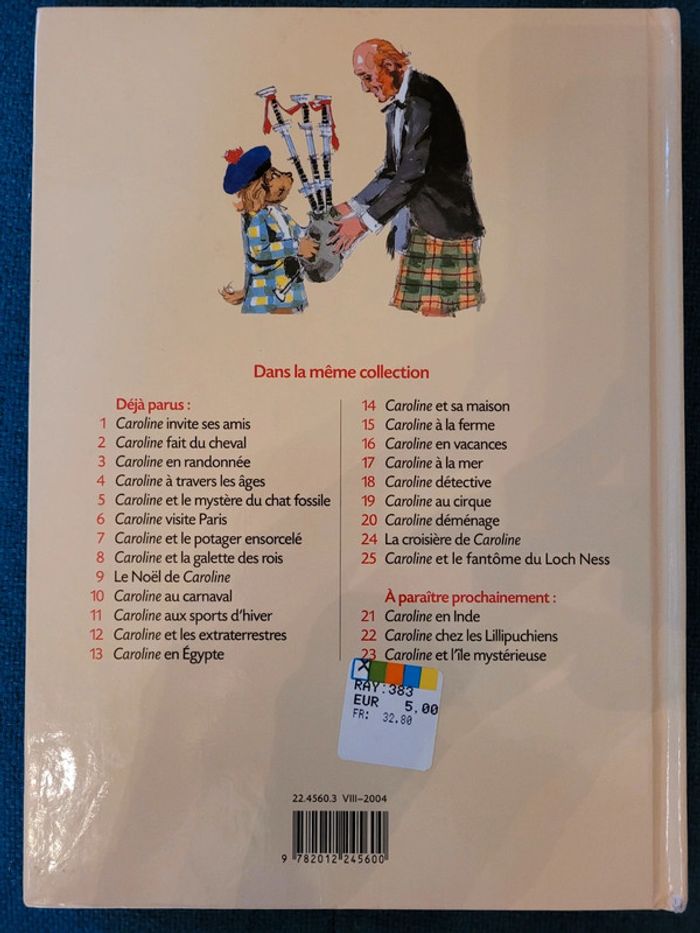 Dans la même collection
Déjà parus :
1 Caroline invite ses amis
2 Caroline fait du cheval
3 Caroline en randonnée
4 Caroline à travers les âges
5 Caroline et le mystère du chat fossile
6 Caroline visite Paris
7 Caroline et le potager ensorcelé
8 Caroline et la galette des rois
9 Le Noël de Caroline
10 Caroline au carnaval
11 Caroline aux sports d'hiver
12 Caroline et les extraterrestres
13 Caroline en Égypte
14 Caroline et sa maison
15 Caroline à la ferme
16 Caroline en vacances
17 Caroline à la mer
18 Caroline détective
19 Caroline au cirque
20 Caroline déménage
24 La croisière de Caroline
25 Caroline et le fantôme du Loch Ness
À paraître prochainement :
21 Caroline en Inde
22 Caroline chez les Lillipuchiens
23 Caroline et l'île mystérieuse
X
RAY:383
EUR 5.00
FR: 32.80
22.4560.3 VIII–2004
9 782012 245600